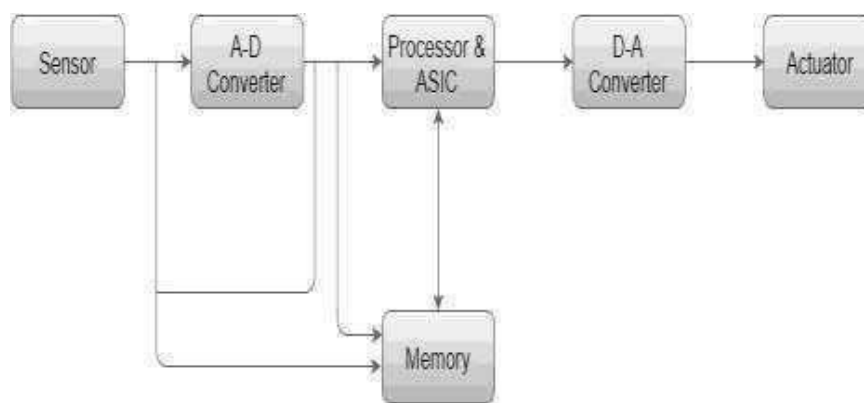 Sensor
A-D
Converter
Processor &
ASIC
D-A
Converter
Actuator
Memory